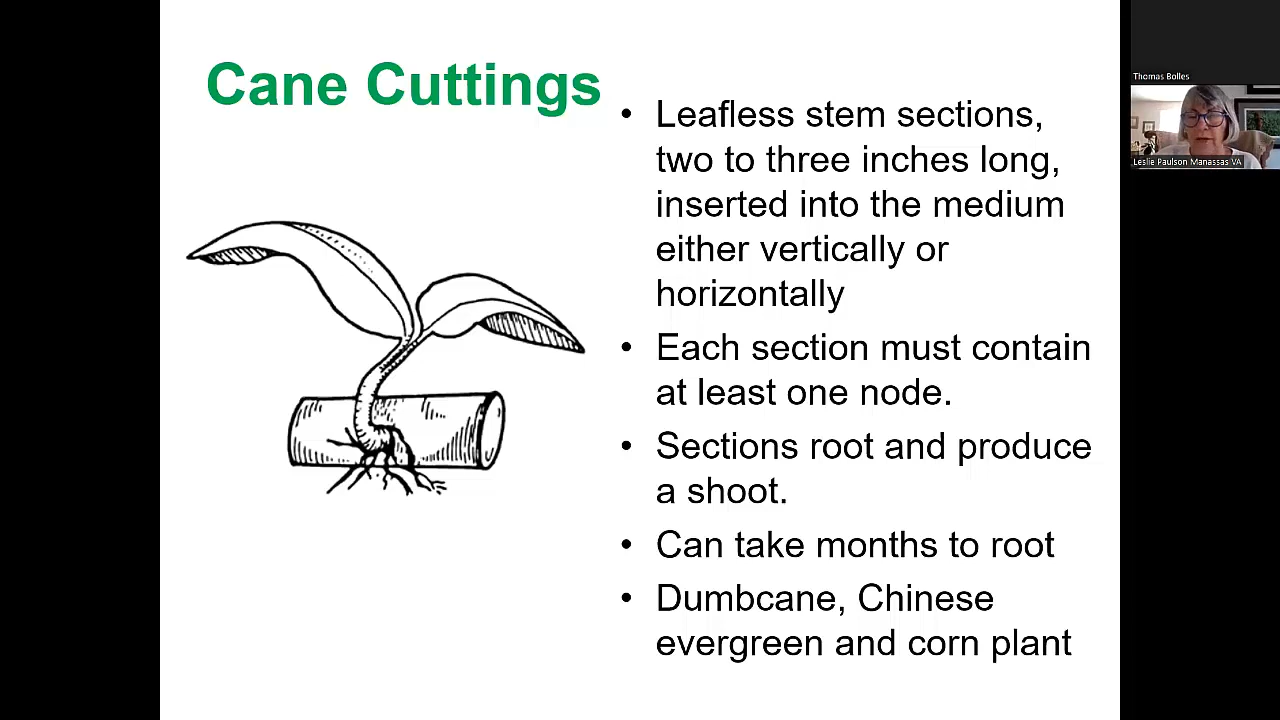 Cane Cuttings
• Leafless stem sections,
two to three inches long,
inserted into the medium
either vertically or
horizontally
• Each section must contain
at least one node.
• Sections root and produce
a shoot.
• Can take months to root
• Dumbcane, Chinese
evergreen and corn plant
Thomas Bolles
Leslie Paulson Manassas VA